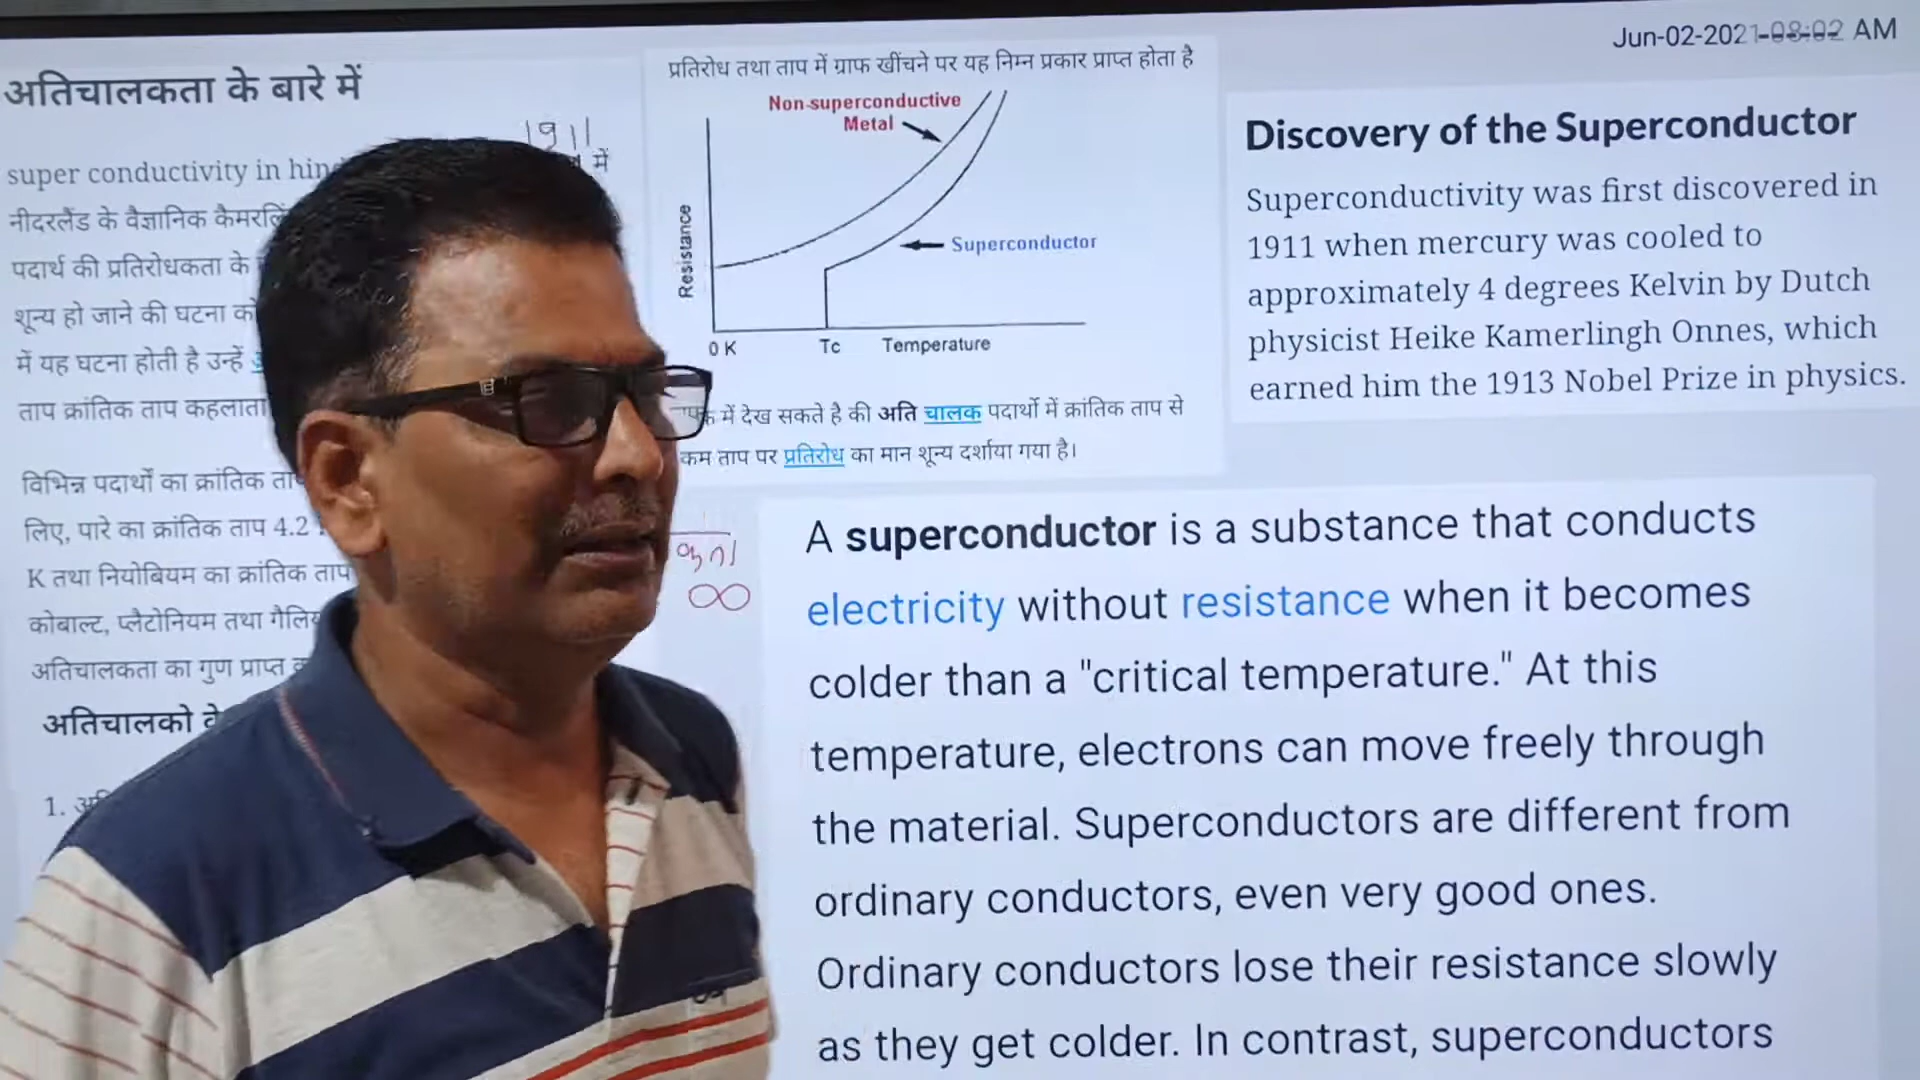 Jun-02-2021-08:02 AM
अतिचालकता के बारे में
1911
super conductivity in
में
नीदरलैंड के वैज्ञानिक
पदार्थ की प्रतिरोधकता के
शून्य हो जाने की घटना को
में यह घटना होती है उन्हें
ताप क्रांतिक ताप
विभिन्न पदार्थों का क्रांतिक
लिए, पारे का क्रांतिक ताप 4.2
K तथा नियोबियम का क्रांतिक ताप
कोबाल्ट, प्लैटोनियम तथा
अतिचालकता का गुण प्राप्त
अतिचालको
1.
प्रतिरोध तथा ताप में ग्राफ खींचने पर यह निम्न प्रकार प्राप्त होता है
Non-superconductive
Metal
Resistance
Superconductor
0 K Tc Temperature
में देख सकते है की अति चालक पदार्थो में क्रांतिक ताप से
कम ताप पर प्रतिरोध का मान शून्य दर्शाया गया है।
∞
Discovery of the Superconductor
Superconductivity was first discovered in
1911 when mercury was cooled to
approximately 4 degrees Kelvin by Dutch
physicist Heike Kamerlingh Onnes, which
earned him the 1913 Nobel Prize in physics.
A superconductor is a substance that conducts
electricity without resistance when it becomes
colder than a "critical temperature." At this
temperature, electrons can move freely through
the material. Superconductors are different from
ordinary conductors, even very good ones.
Ordinary conductors lose their resistance slowly
as they get colder. In contrast, superconductors